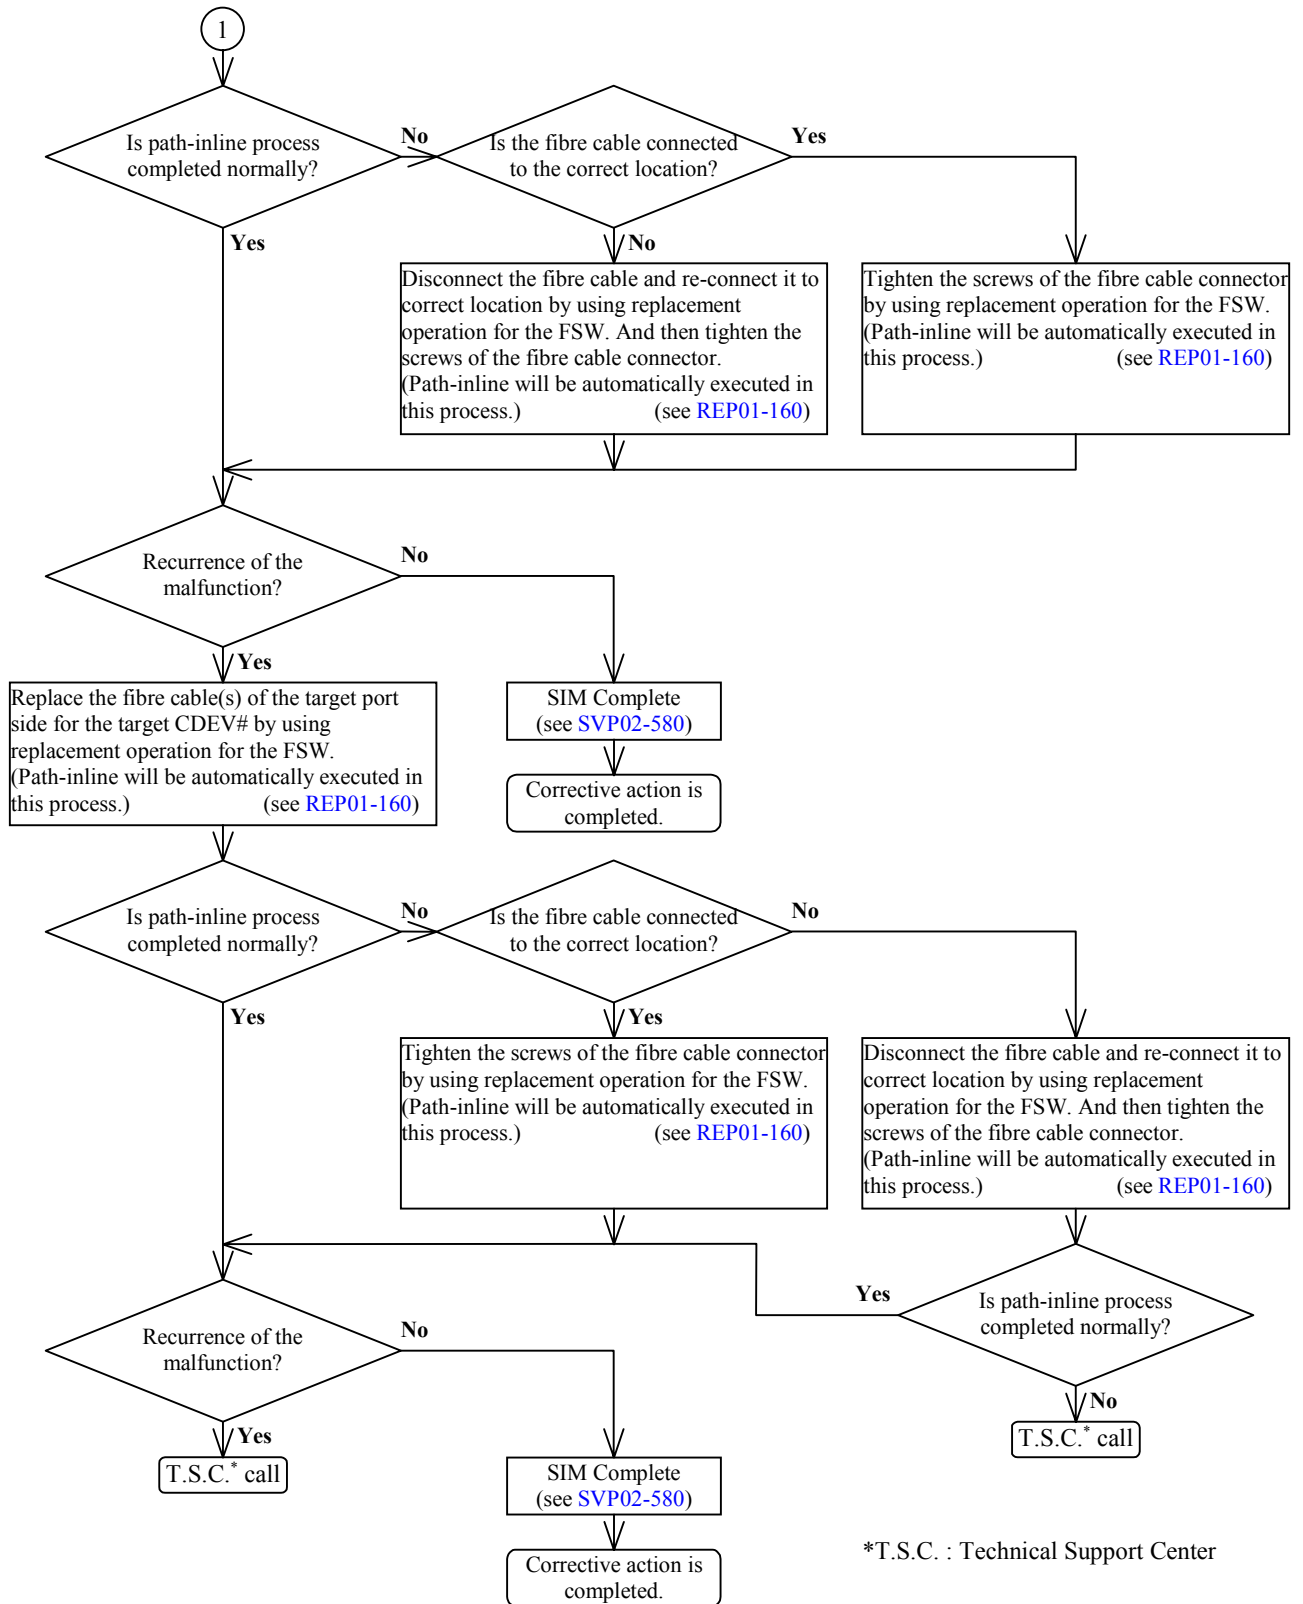 1
Is path-inline process
completed normally?
No
Is the fibre cable connected
to the correct location?
Yes
Yes
No
Disconnect the fibre cable and re-connect it to
correct location by using replacement
operation for the FSW. And then tighten the
screws of the fibre cable connector.
(Path-inline will be automatically executed in
this process.) (see REP01-160)
Tighten the screws of the fibre cable connector
by using replacement operation for the FSW.
(Path-inline will be automatically executed in
this process.) (see REP01-160)
Recurrence of the
malfunction?
No
Yes
Replace the fibre cable(s) of the target port
side for the target CDEV# by using
replacement operation for the FSW.
(Path-inline will be automatically executed in
this process.) (see REP01-160)
SIM Complete
(see SVP02-580)
Corrective action is
completed.
Is path-inline process
completed normally?
No
Is the fibre cable connected
to the correct location?
No
Yes
Yes
Tighten the screws of the fibre cable connector
by using replacement operation for the FSW.
(Path-inline will be automatically executed in
this process.) (see REP01-160)
Disconnect the fibre cable and re-connect it to
correct location by using replacement
operation for the FSW. And then tighten the
screws of the fibre cable connector.
(Path-inline will be automatically executed in
this process.) (see REP01-160)
Yes
Is path-inline process
completed normally?
No
T.S.C.* call
Recurrence of the
malfunction?
No
Yes
T.S.C.* call
SIM Complete
(see SVP02-580)
Corrective action is
completed.
*T.S.C. : Technical Support Center